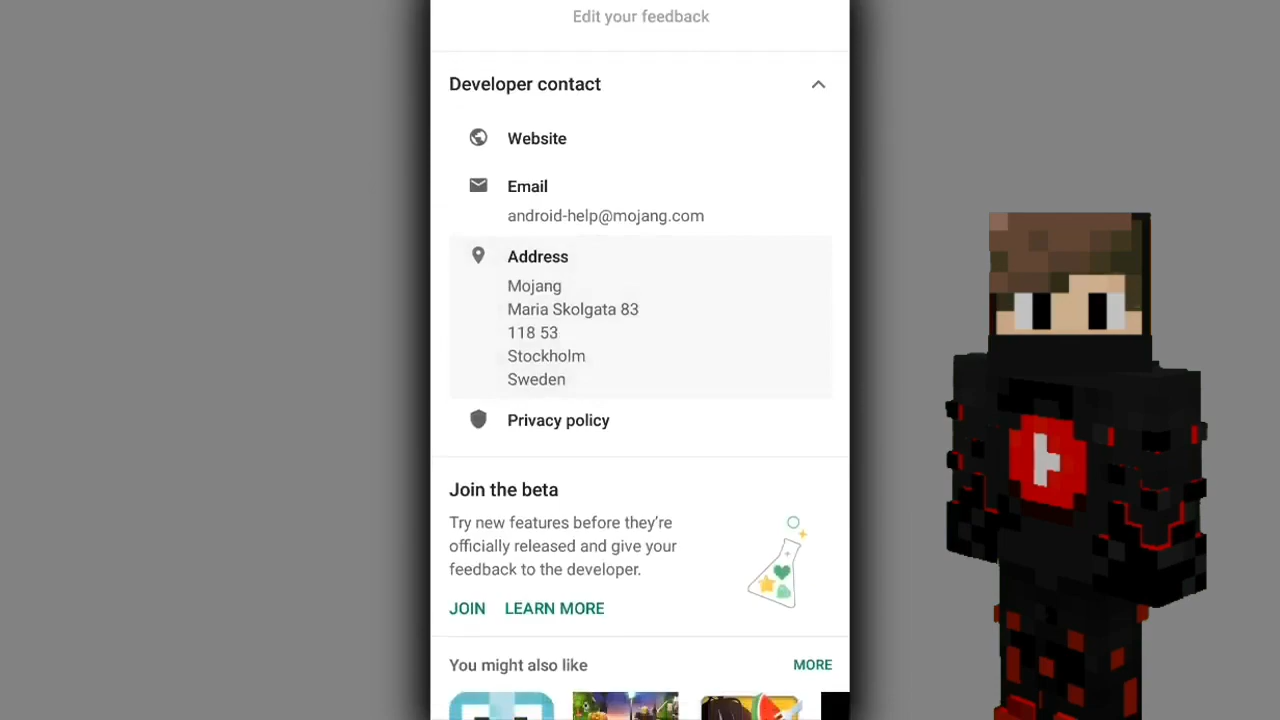 Edit your feedback
Developer contact
Website
Email
android-help@mojang.com
Address
Mojang
Maria Skolgata 83
118 53
Stockholm
Sweden
Privacy policy
Join the beta
Try new features before they're
officially released and give your
feedback to the developer.
JOIN LEARN MORE
You might also like MORE